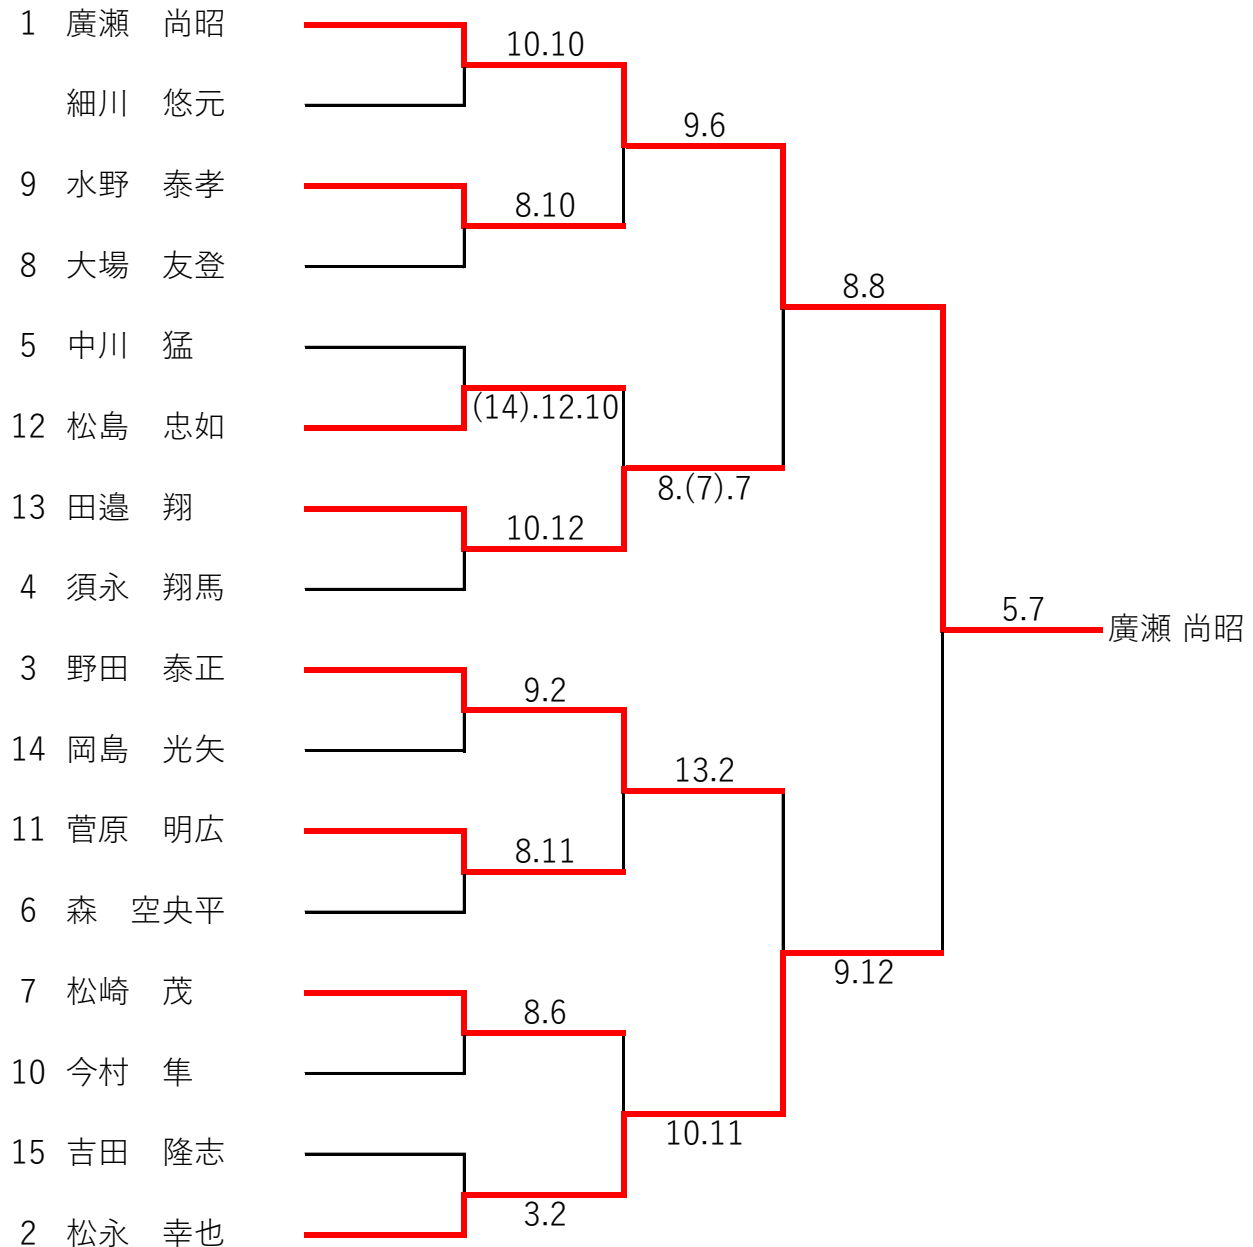 1 廣瀬　尚昭
10.10
細川　悠元
9.6
9 水野　泰孝
8.10
8 大場　友登
8.8
5 中川　猛
(14).12.10
12 松島　忠如
8.(7).7
13 田邉　翔
10.12
4 須永　翔馬
5.7
廣瀬 尚昭
3 野田　泰正
9.2
14 岡島　光矢
13.2
11 菅原　明広
8.11
6 森　空央平
9.12
7 松崎　茂
8.6
10 今村　隼
10.11
15 吉田　隆志
3.2
2 松永　幸也